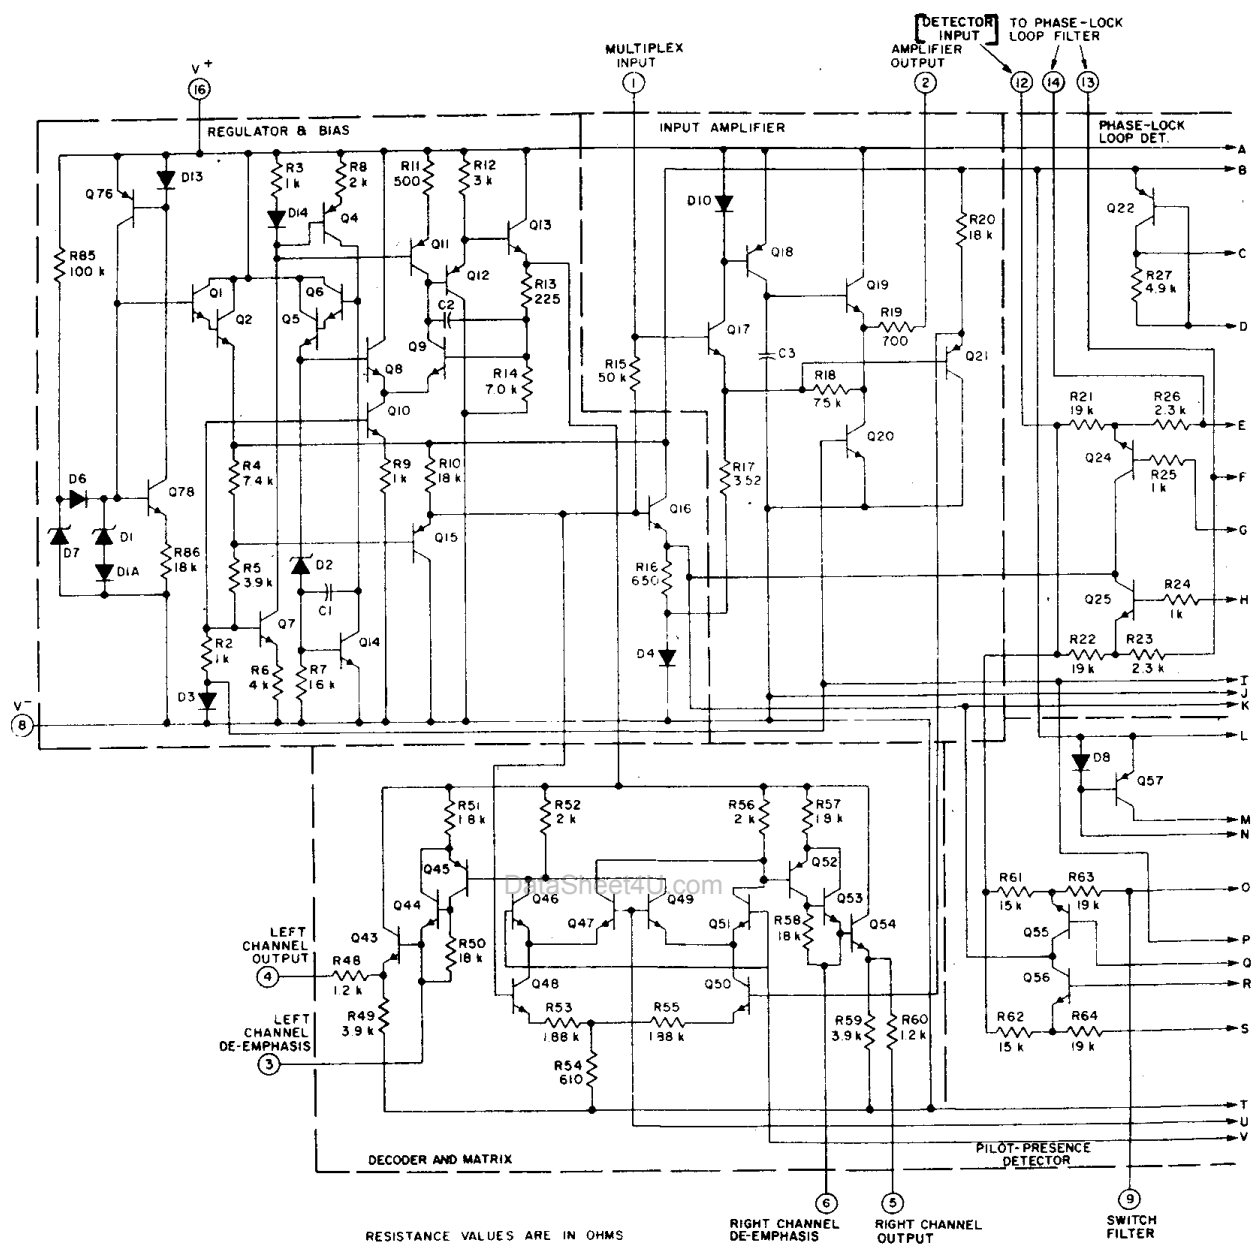 [DETECTOR INPUT] TO PHASE-LOCK LOOP FILTER
MULTIPLEX INPUT
AMPLIFIER OUTPUT
V+
16
1
2
12
14
13
REGULATOR & BIAS
INPUT AMPLIFIER
PHASE-LOCK LOOP DET.
A
B
C
D
E
F
G
H
I
J
K
L
M
N
O
P
Q
R
S
T
U
V
Q76
D13
R3 1k
R8 2k
R11 500
R12 3k
D14
Q4
Q13
Q11
Q12
R85 100k
Q1
Q2
Q6
Q5
C2
R13 225
Q8
Q9
R14 7.0k
Q10
R4 7.4k
R9 1k
R10 18k
D6
Q78
D7
D1
D1A
R86 18k
R5 3.9k
D2
C1
Q15
R2 1k
Q7
R6 4k
R7 16k
Q14
D3
V-
8
D10
Q18
Q19
R20 18k
R19 700
Q17
C3
Q21
R15 50k
R18 75k
Q20
R17 352
Q16
R16 650
D4
Q22
R27 4.9k
R21 19k
R26 2.3k
Q24
R25 1k
Q25
R24 1k
R22 19k
R23 2.3k
D8
Q57
R51 1.8k
R52 2k
R56 2k
R57 1.8k
Q45
Q52
DataSheet4U.com
Q44
Q46
Q47
Q49
Q51
R58 18k
Q53
Q54
Q43
R50 18k
LEFT CHANNEL OUTPUT
4
R48 1.2k
Q48
Q50
R49 3.9k
R53 1.88k
R55 1.88k
R54 610
R59 3.9k
R60 1.2k
LEFT CHANNEL DE-EMPHASIS
3
R61 15k
R63 19k
Q55
Q56
R62 15k
R64 19k
DECODER AND MATRIX
PILOT-PRESENCE DETECTOR
6
5
9
RIGHT CHANNEL DE-EMPHASIS
RIGHT CHANNEL OUTPUT
SWITCH FILTER
RESISTANCE VALUES ARE IN OHMS